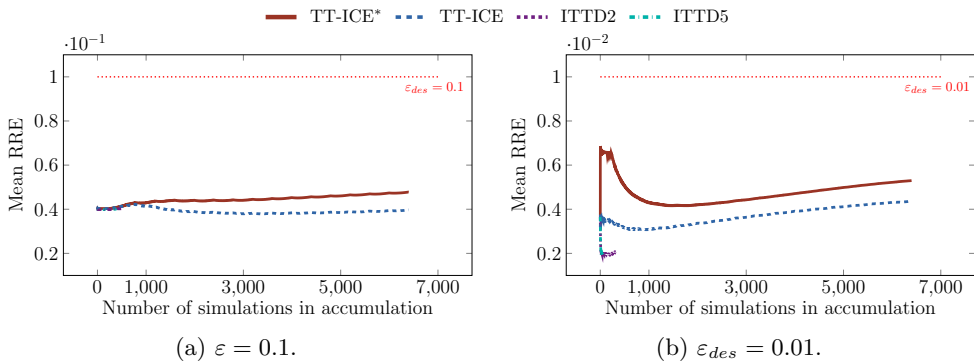 TT-ICE* TT-ICE ITTD2 ITTD5
·10⁻¹
1
0.8
0.6
0.4
0.2
Mean RRE
ε_des = 0.1
0 1,000 3,000 5,000 7,000
Number of simulations in accumulation
(a) ε = 0.1.
·10⁻²
1
0.8
0.6
0.4
0.2
Mean RRE
ε_des = 0.01
0 1,000 3,000 5,000 7,000
Number of simulations in accumulation
(b) ε_des = 0.01.